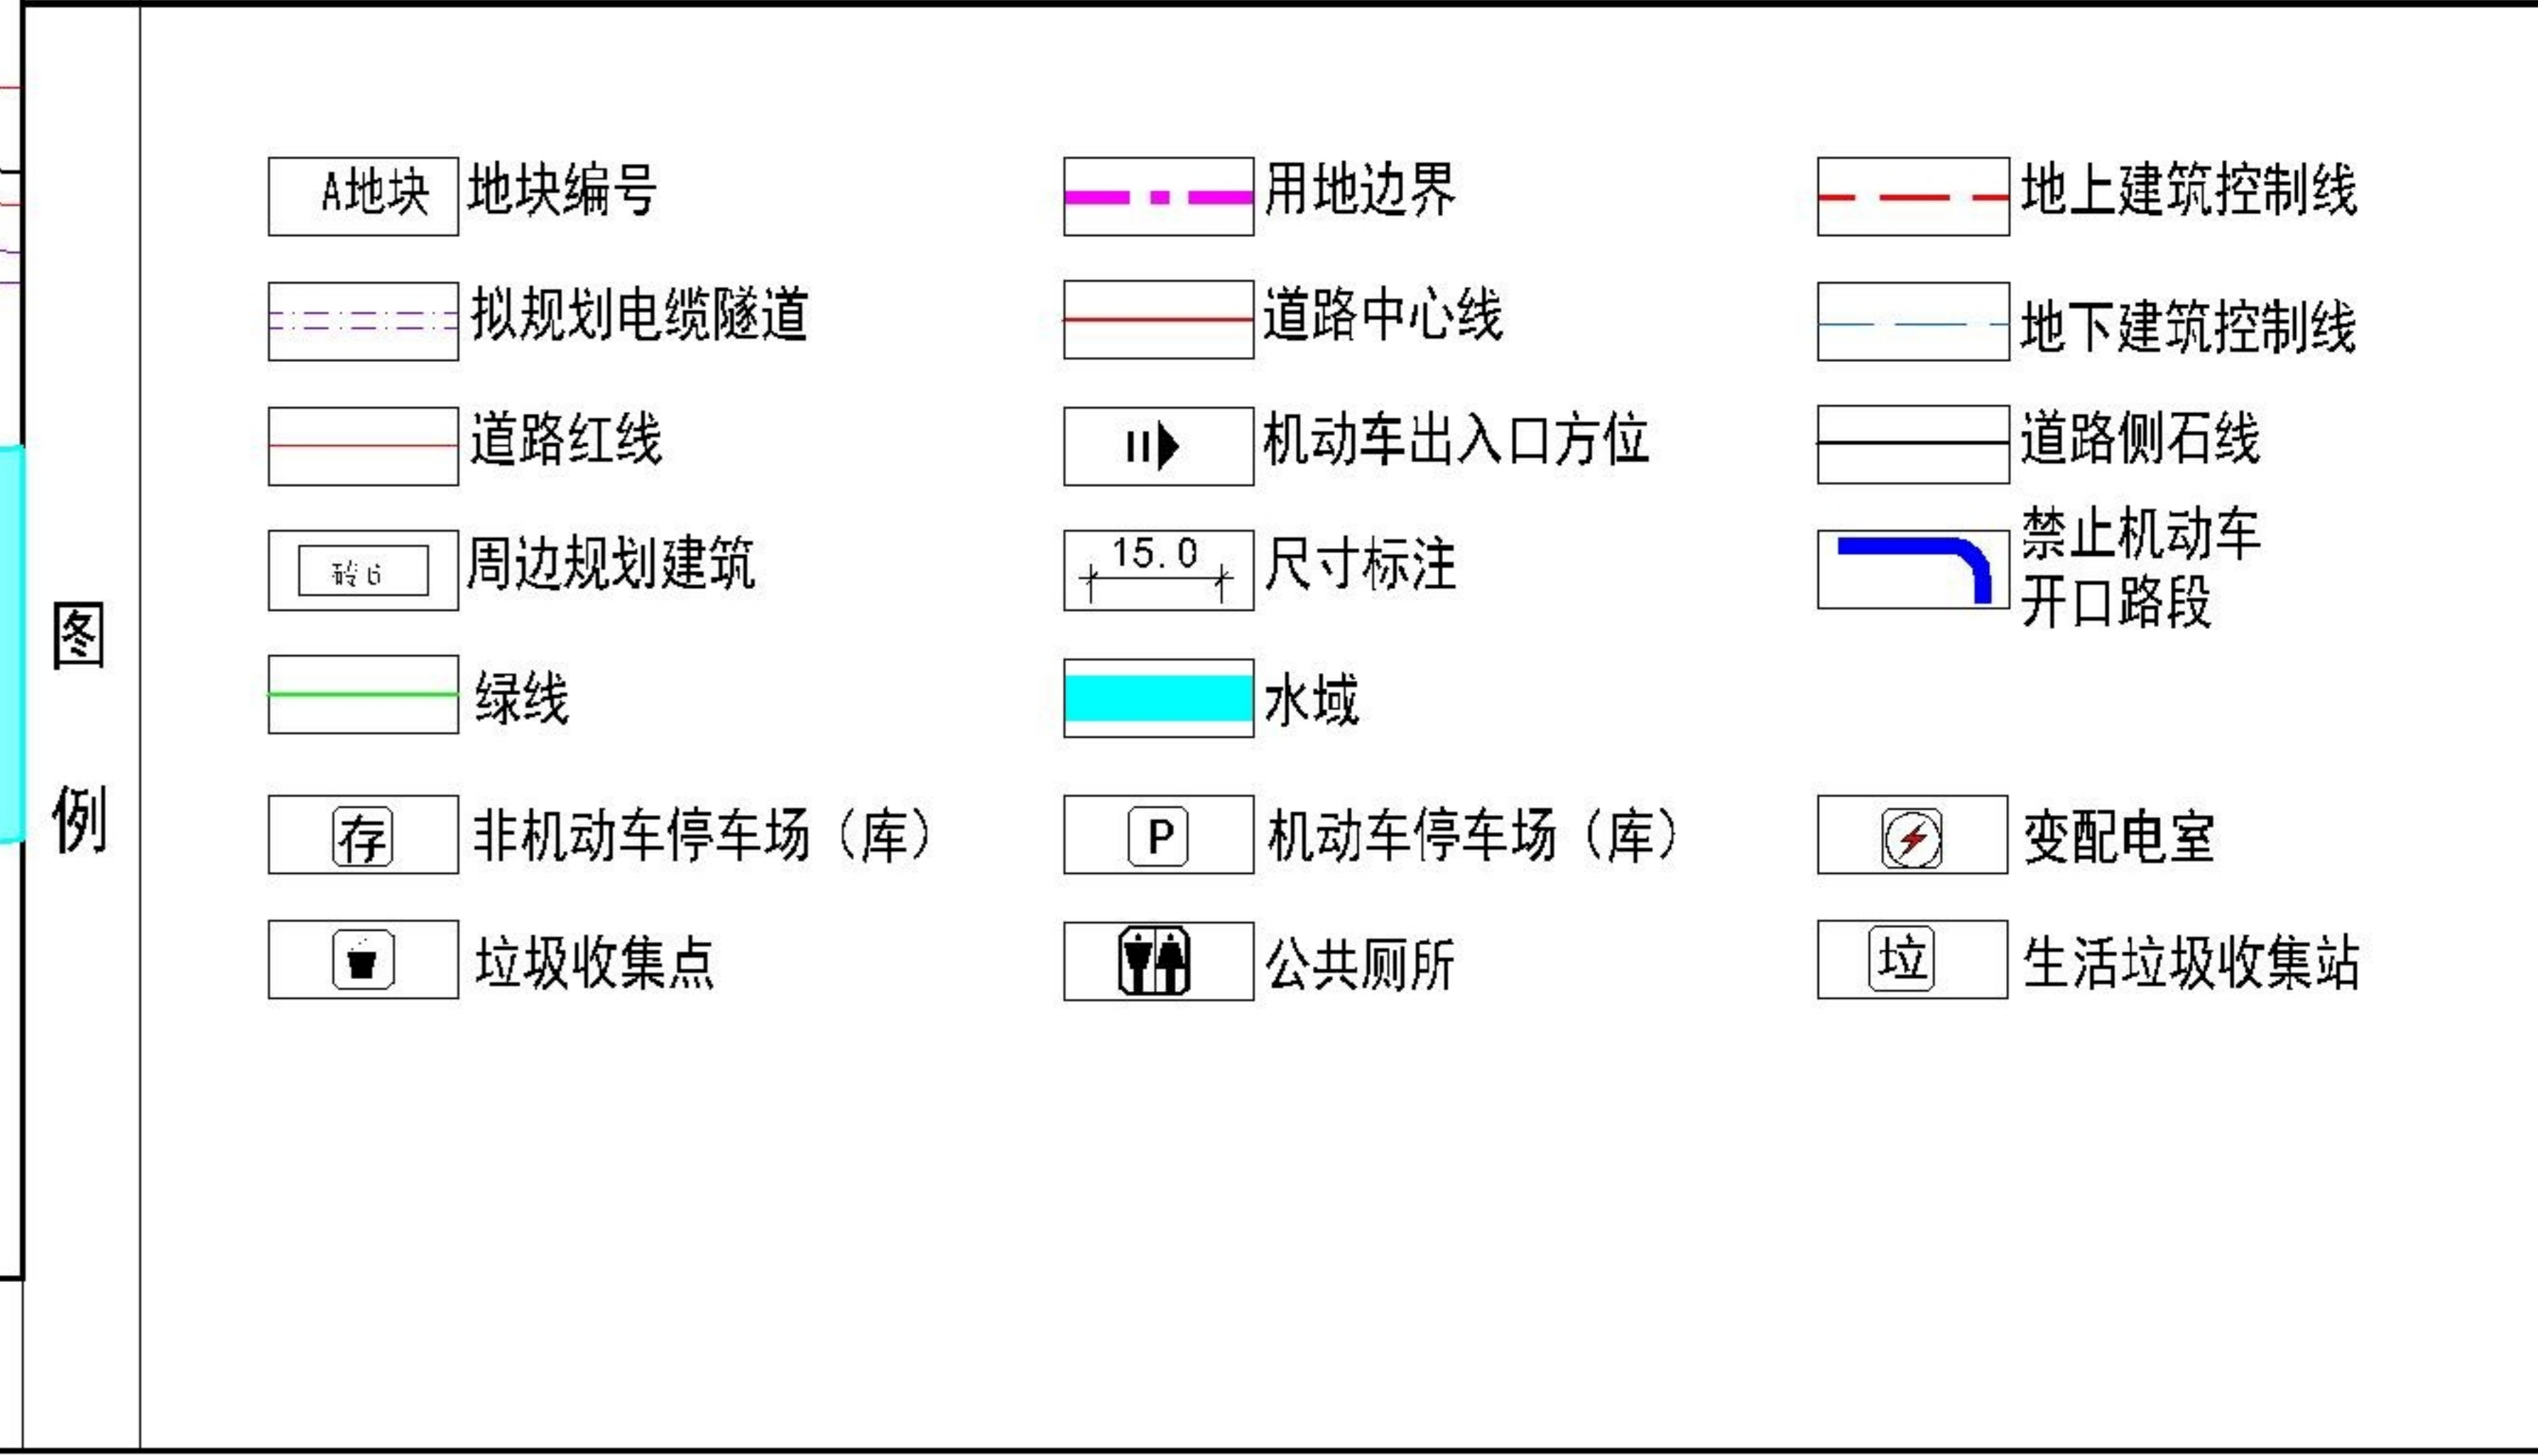 图例
A地块 地块编号
用地边界
地上建筑控制线
拟规划电缆隧道
道路中心线
地下建筑控制线
道路红线
机动车出入口方位
道路侧石线
砖6 周边规划建筑
15.0 尺寸标注
禁止机动车
开口路段
绿线
水域
存 非机动车停车场（库）
P 机动车停车场（库）
变配电室
垃圾收集点
公共厕所
垃 生活垃圾收集站